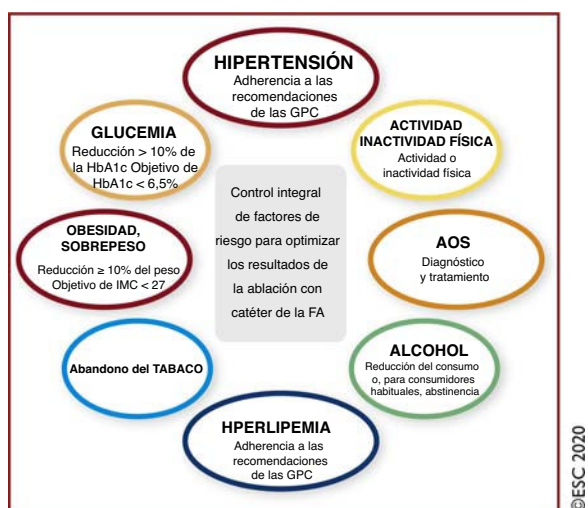 HIPERTENSIÓN
Adherencia a las
recomendaciones
de las GPC
GLUCEMIA
Reducción > 10% de
la HbA1c Objetivo de
HbA1c < 6,5%
ACTIVIDAD
INACTIVIDAD FÍSICA
Actividad o
inactividad física
Control integral
de factores de
riesgo para optimizar
los resultados de
la ablación con
catéter de la FA
OBESIDAD,
SOBREPESO
Reducción ≥ 10% del peso
Objetivo de IMC < 27
AOS
Diagnóstico
y tratamiento
Abandono del TABACO
ALCOHOL
Reducción del consumo
o, para consumidores
habituales, abstinencia
HPERLIPEMIA
Adherencia a las
recomendaciones
de las GPC
©ESC 2020